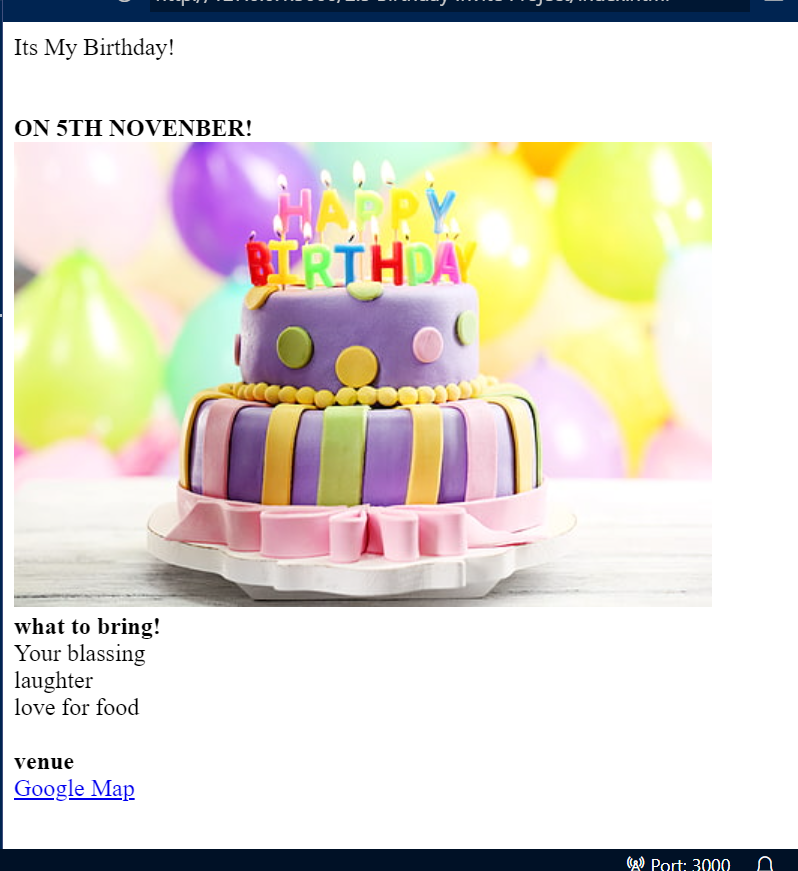 Its My Birthday!
ON 5TH NOVENBER!
HAPPY
BIRTHDAY
what to bring!
Your blassing
laughter
love for food
venue
Google Map
Port: 3000